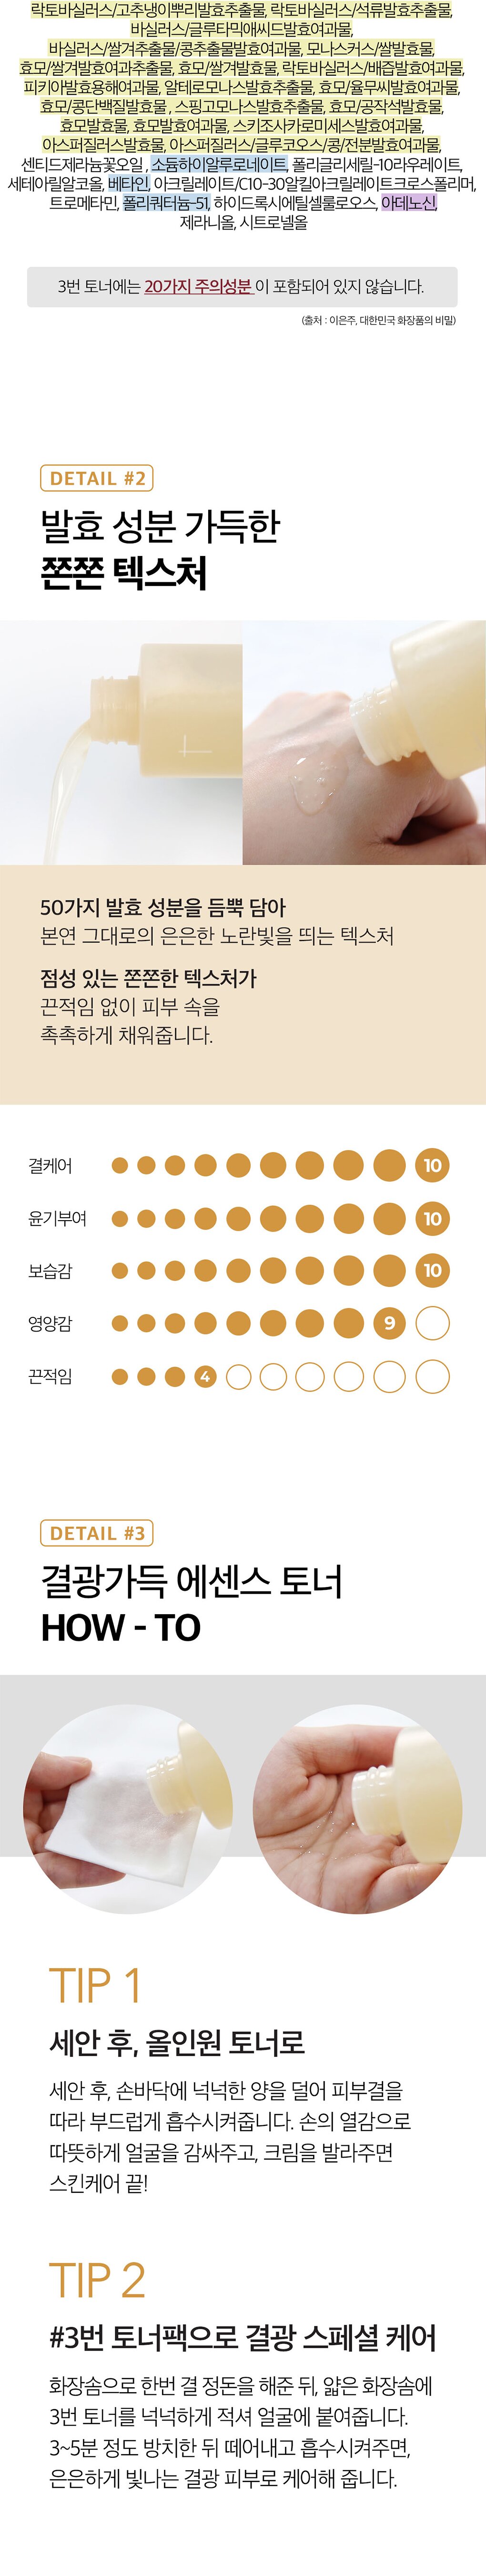 락토바실러스/고추냉이뿌리발효추출물, 락토바실러스/석류발효추출물,
바실러스/글루타믹애씨드발효여과물,
바실러스/쌀겨추출물/콩추출물발효여과물, 모나스커스/쌀발효물,
효모/쌀겨발효여과추출물, 효모/쌀겨발효물, 락토바실러스/배즙발효여과물,
피키아발효용해여과물, 알테로모나스발효추출물, 효모/율무씨발효여과물,
효모/콩단백질발효물 , 스핑고모나스발효추출물, 효모/공작석발효물,
효모발효물, 효모발효여과물, 스키조사카로미세스발효여과물,
아스퍼질러스발효물, 아스퍼질러스/글루코오스/콩/전분발효여과물,
센티드제라늄꽃오일 , 소듐하이알루로네이트, 폴리글리세릴-10라우레이트,
세테아릴알코올, 베타인, 아크릴레이트/C10-30알킬아크릴레이트크로스폴리머,
트로메타민, 폴리쿼터늄-51, 하이드록시에틸셀룰로오스, 아데노신,
제라니올, 시트로넬올
3번 토너에는 20가지 주의성분 이 포함되어 있지 않습니다.
(출처 : 이은주, 대한민국 화장품의 비밀)
DETAIL #2
발효 성분 가득한
쫀쫀 텍스처
50가지 발효 성분을 듬뿍 담아
본연 그대로의 은은한 노란빛을 띄는 텍스처
점성 있는 쫀쫀한 텍스처가
끈적임 없이 피부 속을
촉촉하게 채워줍니다.
결케어 10
윤기부여 10
보습감 10
영양감 9
끈적임 4
DETAIL #3
결광가득 에센스 토너
HOW - TO
TIP 1
세안 후, 올인원 토너로
세안 후, 손바닥에 넉넉한 양을 덜어 피부결을
따라 부드럽게 흡수시켜줍니다. 손의 열감으로
따뜻하게 얼굴을 감싸주고, 크림을 발라주면
스킨케어 끝!
TIP 2
#3번 토너팩으로 결광 스페셜 케어
화장솜으로 한번 결 정돈을 해준 뒤, 얇은 화장솜에
3번 토너를 넉넉하게 적셔 얼굴에 붙여줍니다.
3~5분 정도 방치한 뒤 떼어내고 흡수시켜주면,
은은하게 빛나는 결광 피부로 케어해 줍니다.